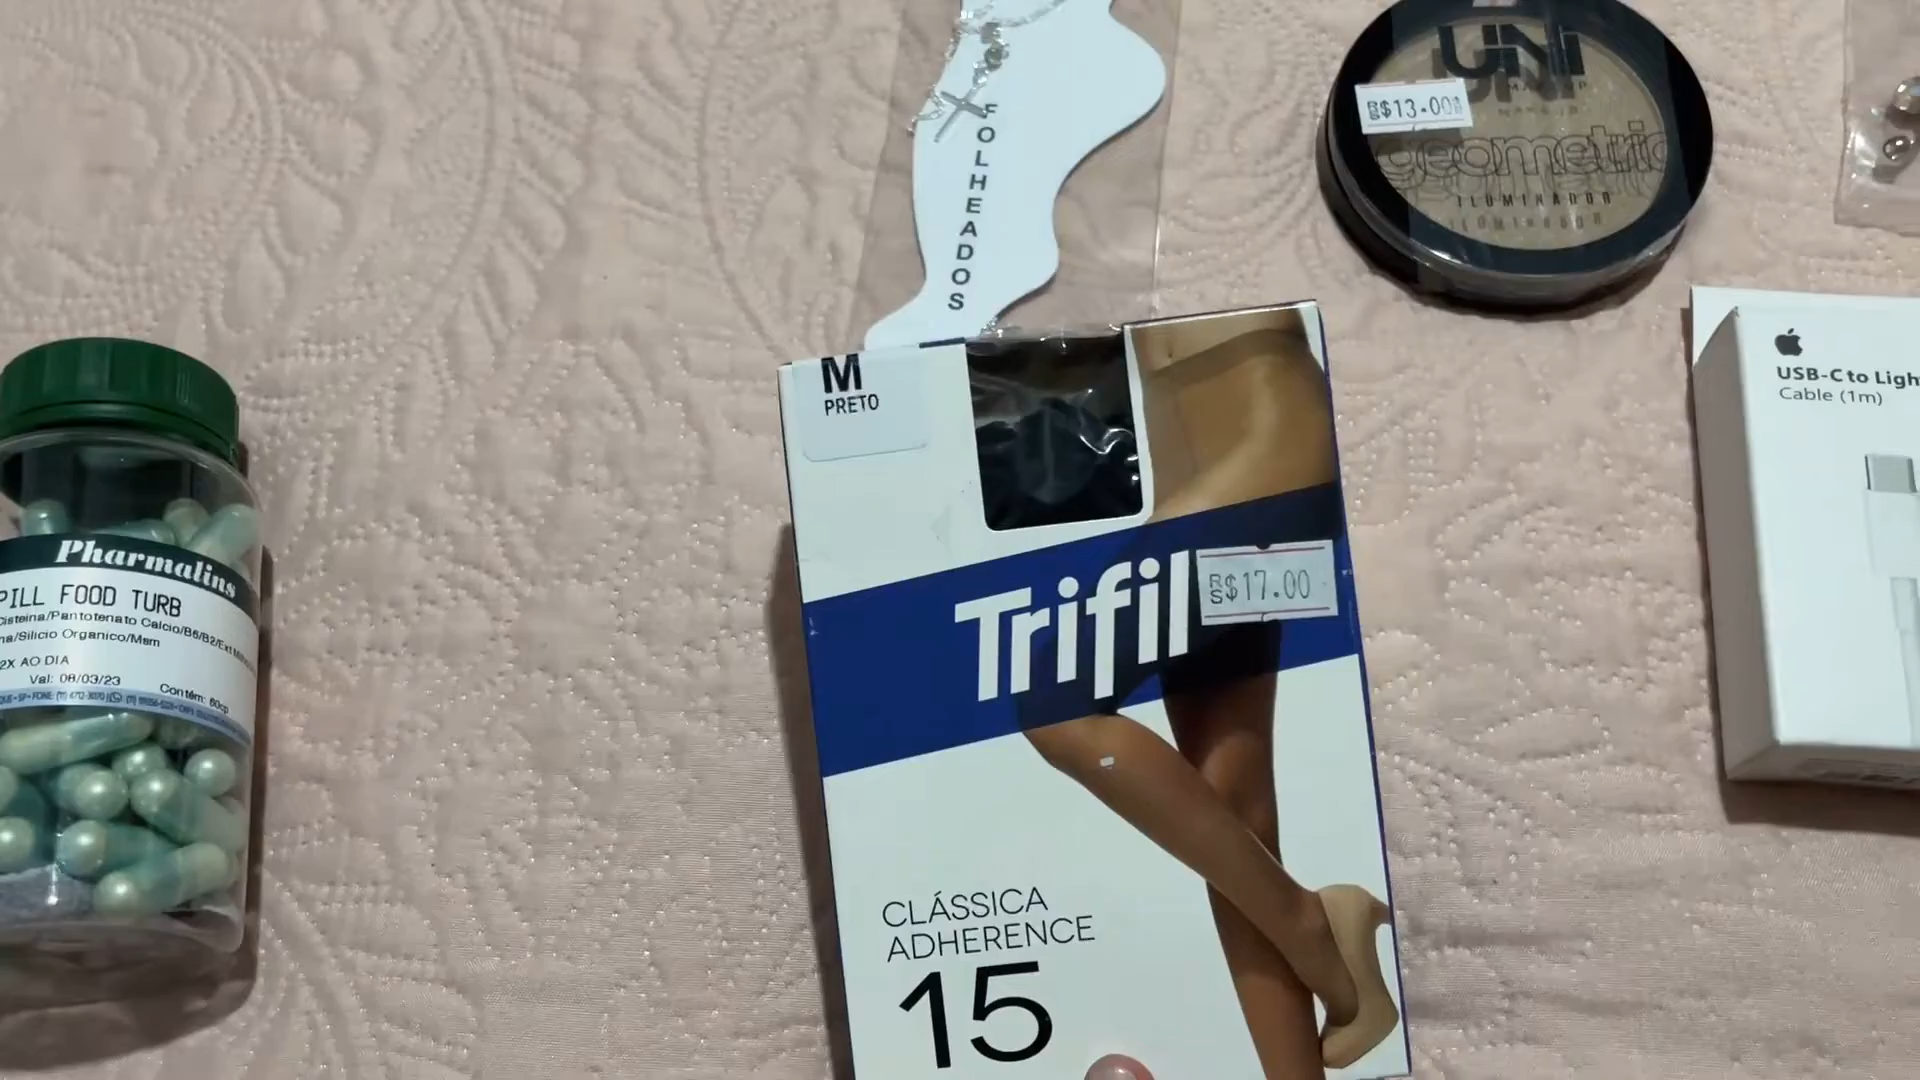 FOLHEADOS
UNI
MAKEUP
R$13.00
geometric
ILUMINADOR
USB-C to
Cable (1m)
M
PRETO
Trifil
R$17.00
CLÁSSICA
ADHERENCE
15
Pharmalins
PILL FOOD TURB
Cisteina/Pantotenato Calcio/B6/B2/Ext
Silicio Organico/Msm
2X AO DIA
Val: 08/03/23
Contém: 60cp